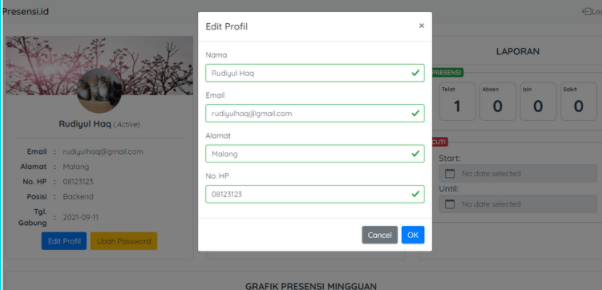 Presensi.id
Log
Edit Profil
×
Nama
Rudiyul Haq
Email
rudiyulhaq@gmail.com
Alamat
Malang
No. HP
08123123
Cancel
OK
Rudiyul Haq (Active)
Email : rudiyulhaq@gmail.com
Alamat : Malang
No. HP : 08123123
Posisi : Backend
Tgl. Gabung : 2021-09-11
Edit Profil
Ubah Password
LAPORAN
PRESENSI
Telat
Absen
Izin
Sakit
1
0
0
0
CUTI
Start:
No date selected
Until:
No date selected
GRAFIK PRESENSI MINGGUAN